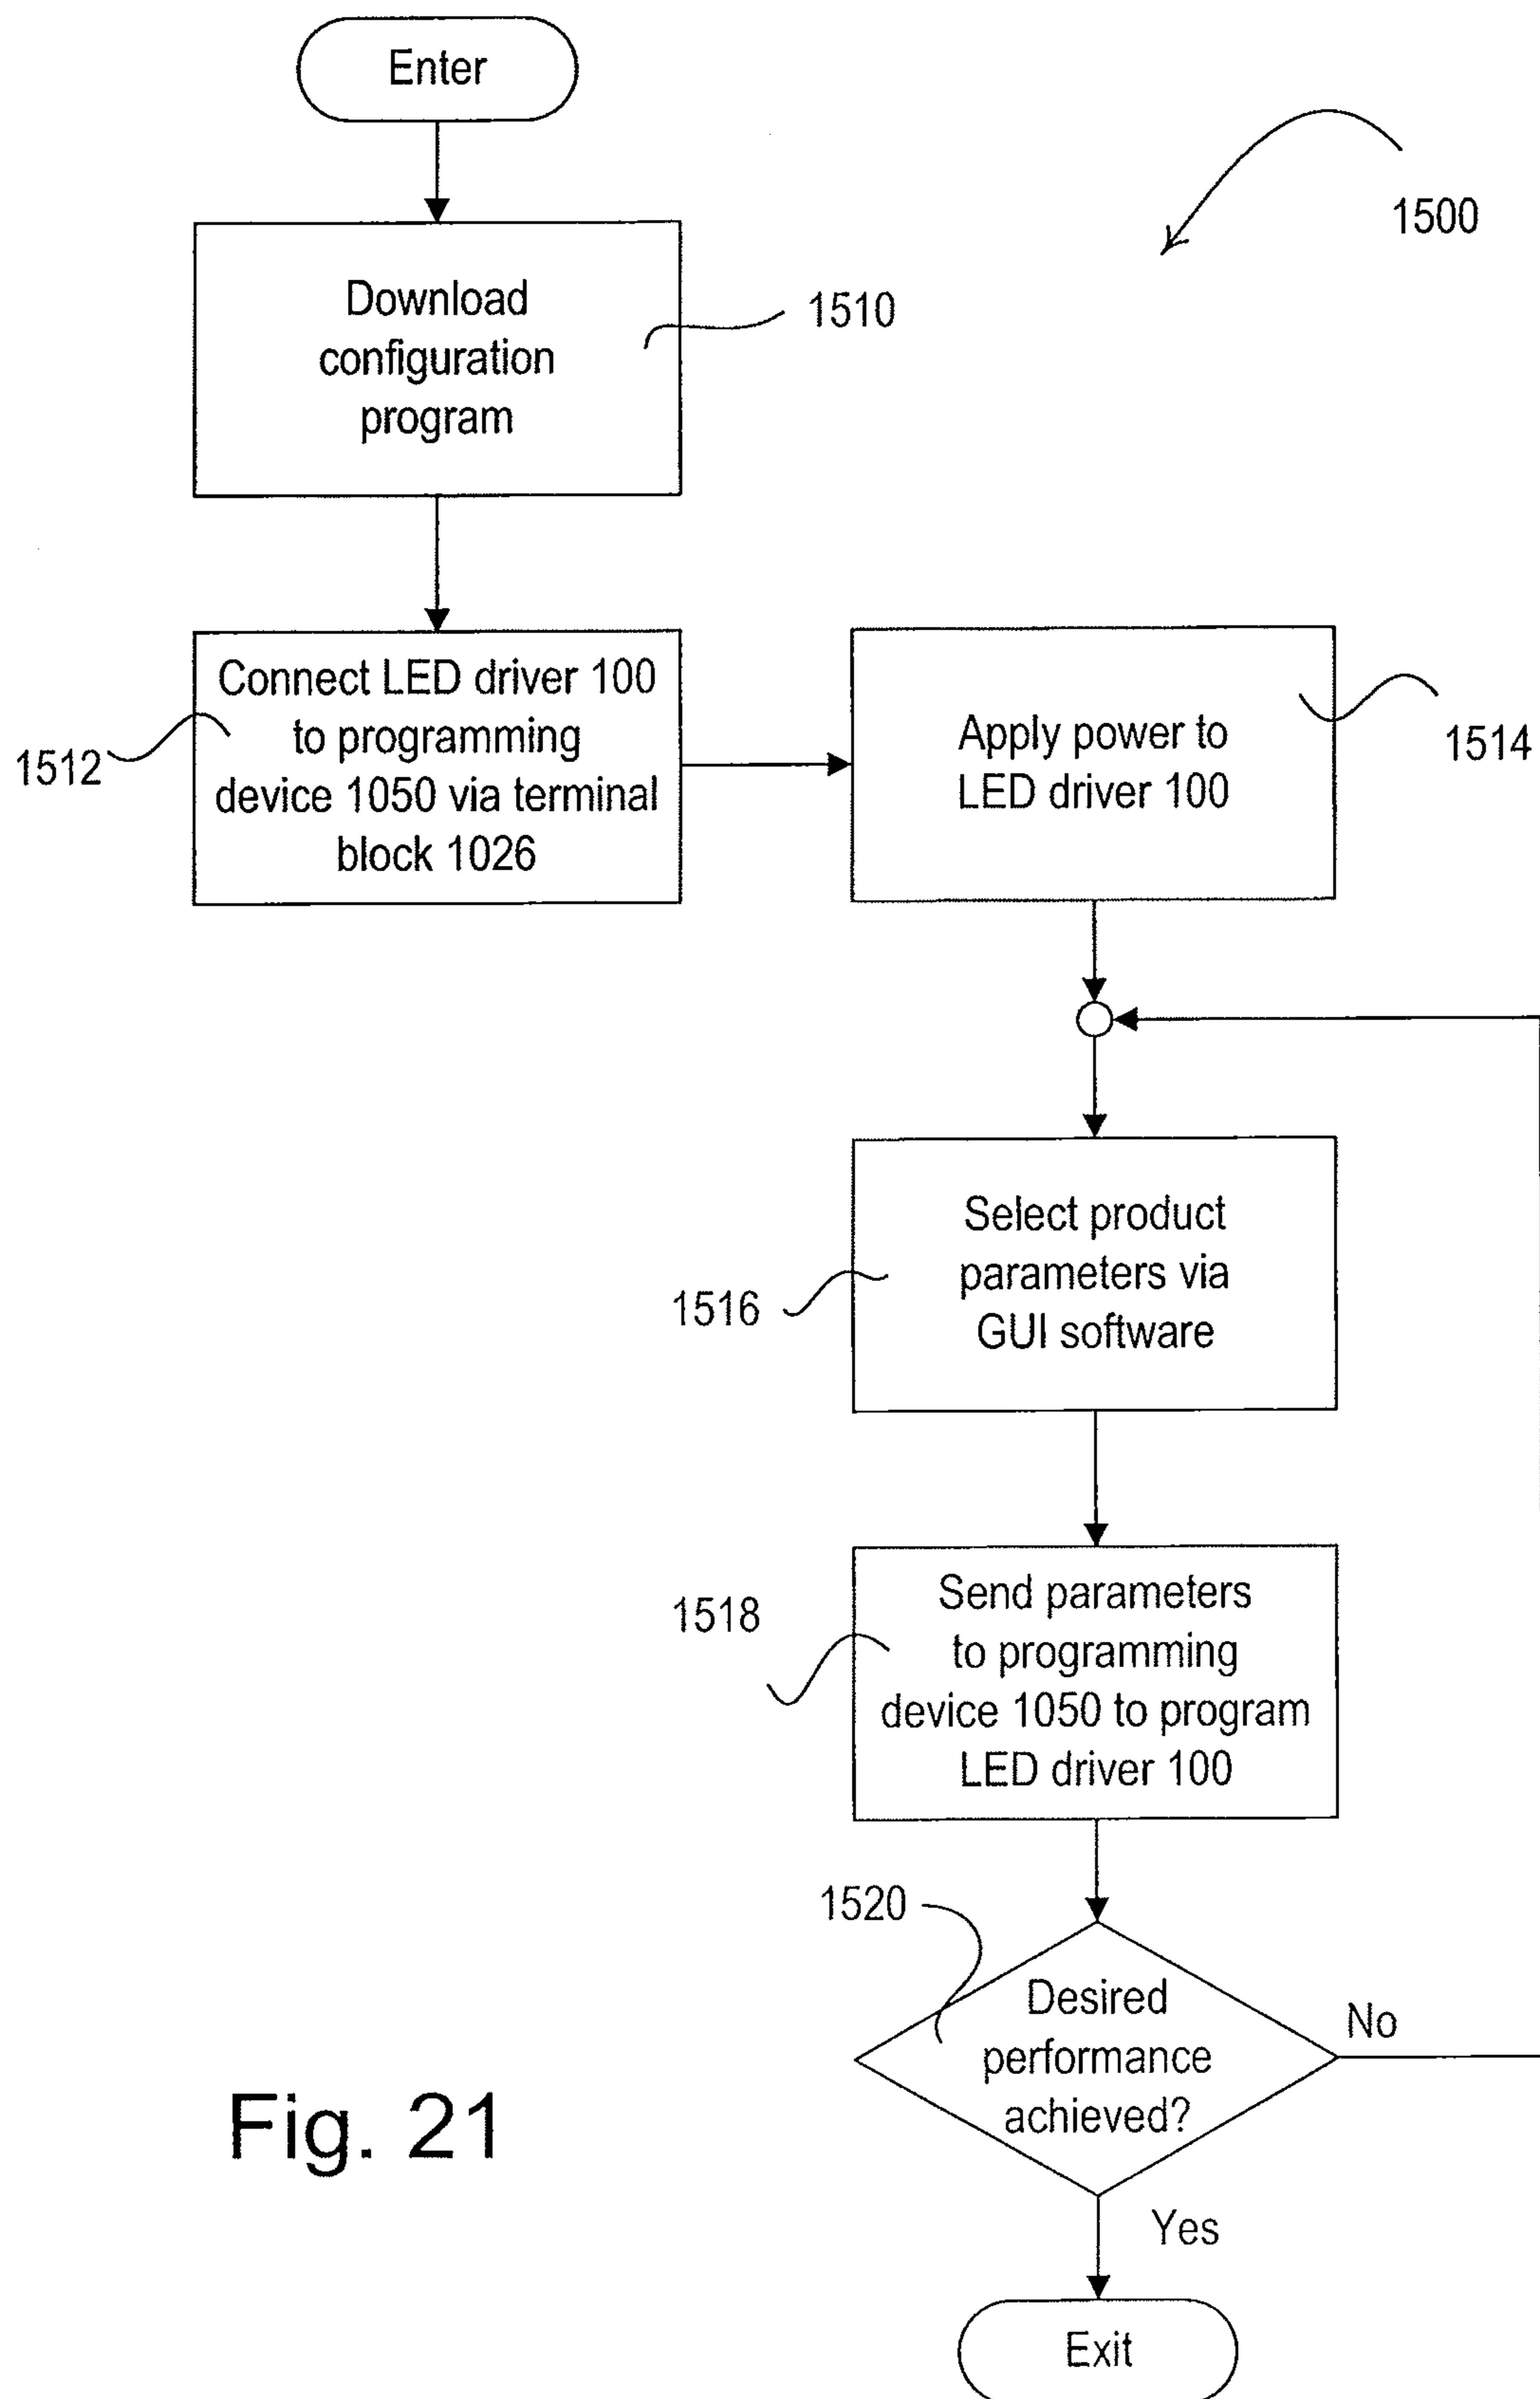 Enter
1500
Download
configuration
program
1510
Connect LED driver 100
to programming
device 1050 via terminal
block 1026
1512
Apply power to
LED driver 100
1514
Select product
parameters via
GUI software
1516
Send parameters
to programming
device 1050 to program
LED driver 100
1518
1520
Desired
performance
achieved?
No
Yes
Exit
Fig. 21